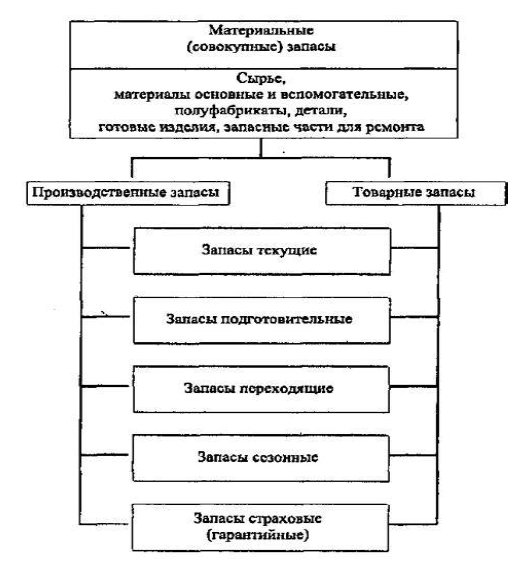 Материальные
(совокупные) запасы
Сырье,
материалы основные и вспомогательные,
полуфабрикаты, детали,
готовые изделия, запасные части для ремонта
Производственные запасы
Товарные запасы
Запасы текущие
Запасы подготовительные
Запасы переходящие
Запасы сезонные
Запасы страховые
(гарантийные)